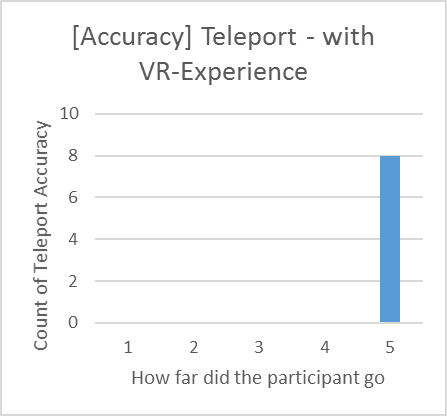 [Accuracy] Teleport - with
VR-Experience
Count of Teleport Accuracy
10
8
6
4
2
0
1 2 3 4 5
How far did the participant go